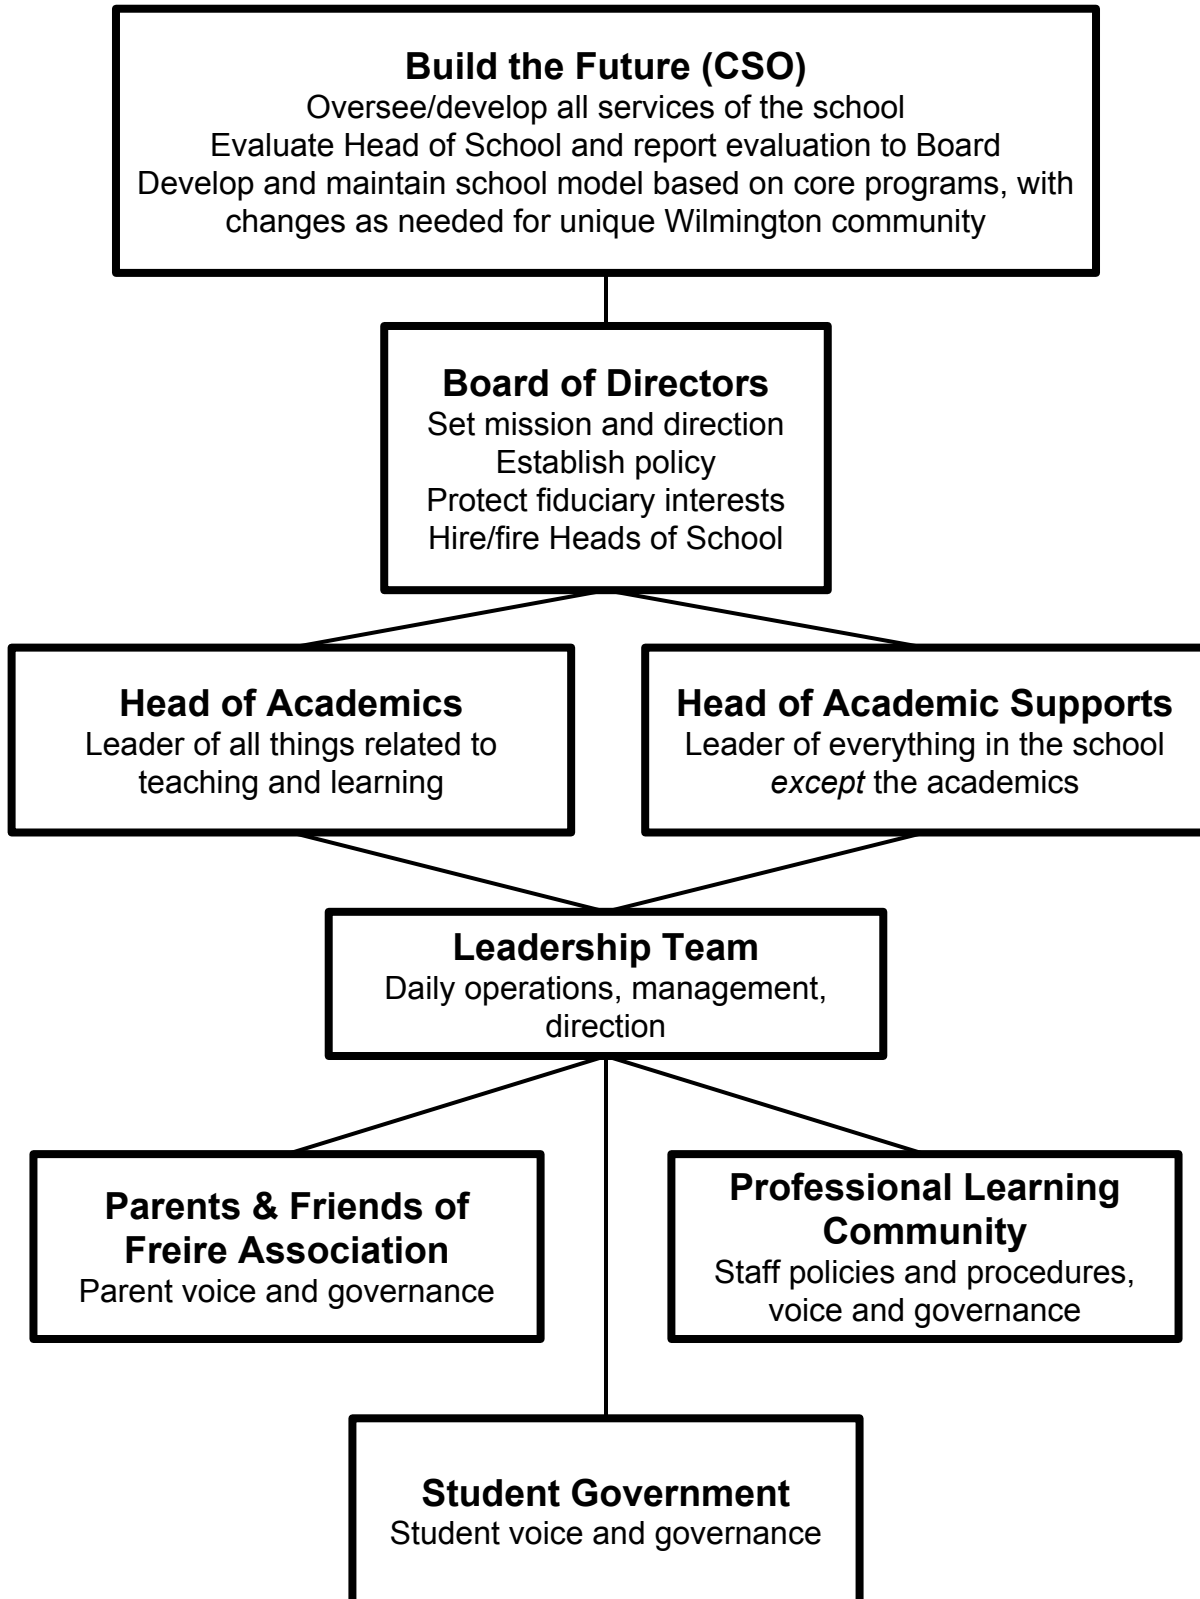 Build the Future (CSO)
Oversee/develop all services of the school
Evaluate Head of School and report evaluation to Board
Develop and maintain school model based on core programs, with
changes as needed for unique Wilmington community
Board of Directors
Set mission and direction
Establish policy
Protect fiduciary interests
Hire/fire Heads of School
Head of Academics
Leader of all things related to
teaching and learning
Head of Academic Supports
Leader of everything in the school
except the academics
Leadership Team
Daily operations, management,
direction
Parents & Friends of
Freire Association
Parent voice and governance
Professional Learning
Community
Staff policies and procedures,
voice and governance
Student Government
Student voice and governance